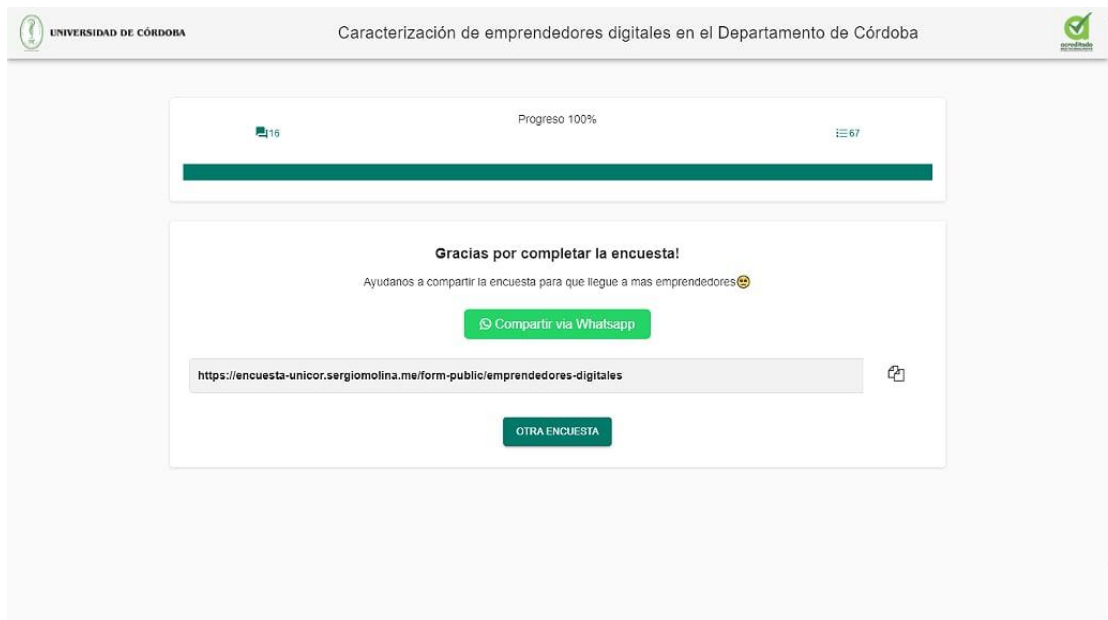 UNIVERSIDAD DE CÓRDOBA
Caracterización de emprendedores digitales en el Departamento de Córdoba
acreditado
Progreso 100%
16
67
Gracias por completar la encuesta!
Ayudanos a compartir la encuesta para que llegue a mas emprendedores🥺
Compartir via Whatsapp
https://encuesta-unicor.sergiomolina.me/form-public/emprendedores-digitales
OTRA ENCUESTA